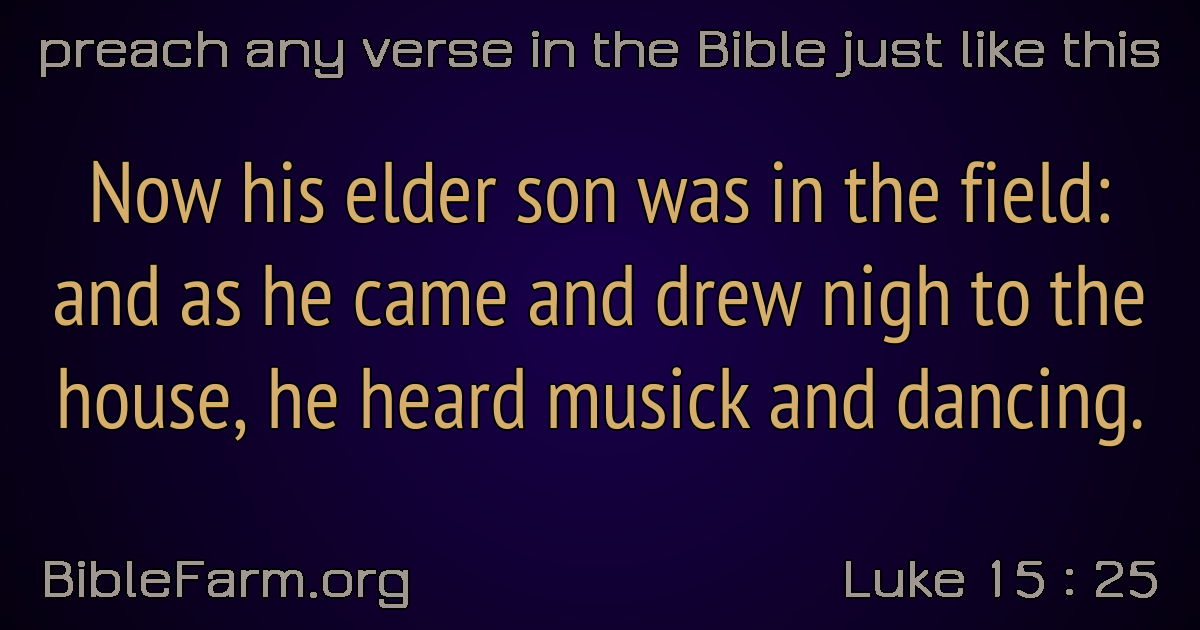 preach any verse in the Bible just like this
Now his elder son was in the field:
and as he came and drew nigh to the
house, he heard musick and dancing.
BibleFarm.org
Luke 15 : 25